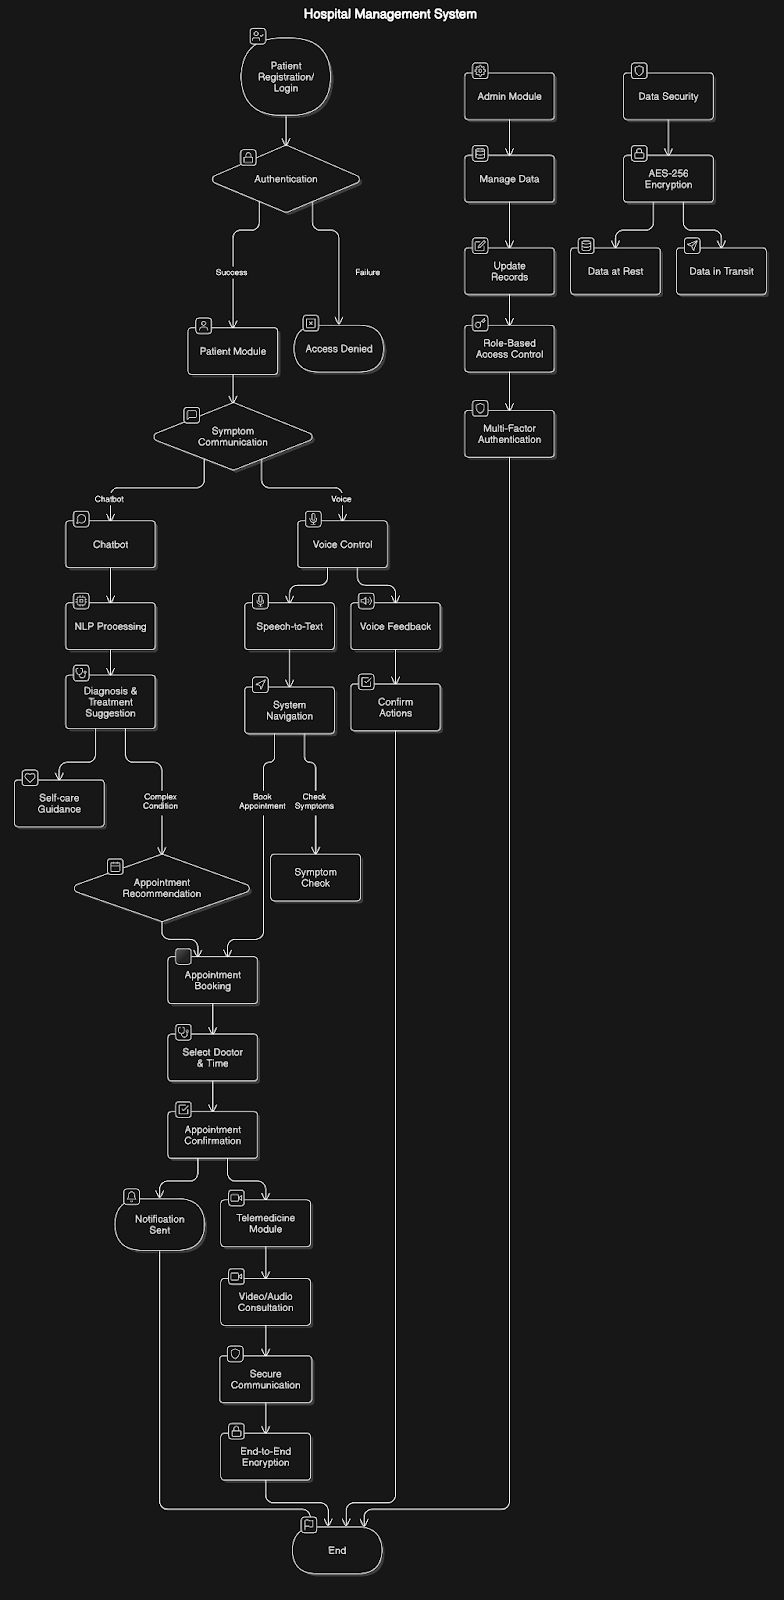 Hospital Management System
Patient
Registration/
Login
Admin Module
Data Security
Authentication
Manage Data
AES-256
Encryption
Success
Failure
Update
Records
Data at Rest
Data in Transit
Patient Module
Access Denied
Role-Based
Access Control
Symptom
Communication
Multi-Factor
Authentication
Chatbot
Voice
Chatbot
Voice Control
NLP Processing
Speech-to-Text
Voice Feedback
Diagnosis &
Treatment
Suggestion
System
Navigation
Confirm
Actions
Self-care
Guidance
Complex
Condition
Book
Appointment
Check
Symptoms
Appointment
Recommendation
Symptom
Check
Appointment
Booking
Select Doctor
& Time
Appointment
Confirmation
Notification
Sent
Telemedicine
Module
Video/Audio
Consultation
Secure
Communication
End-to-End
Encryption
End